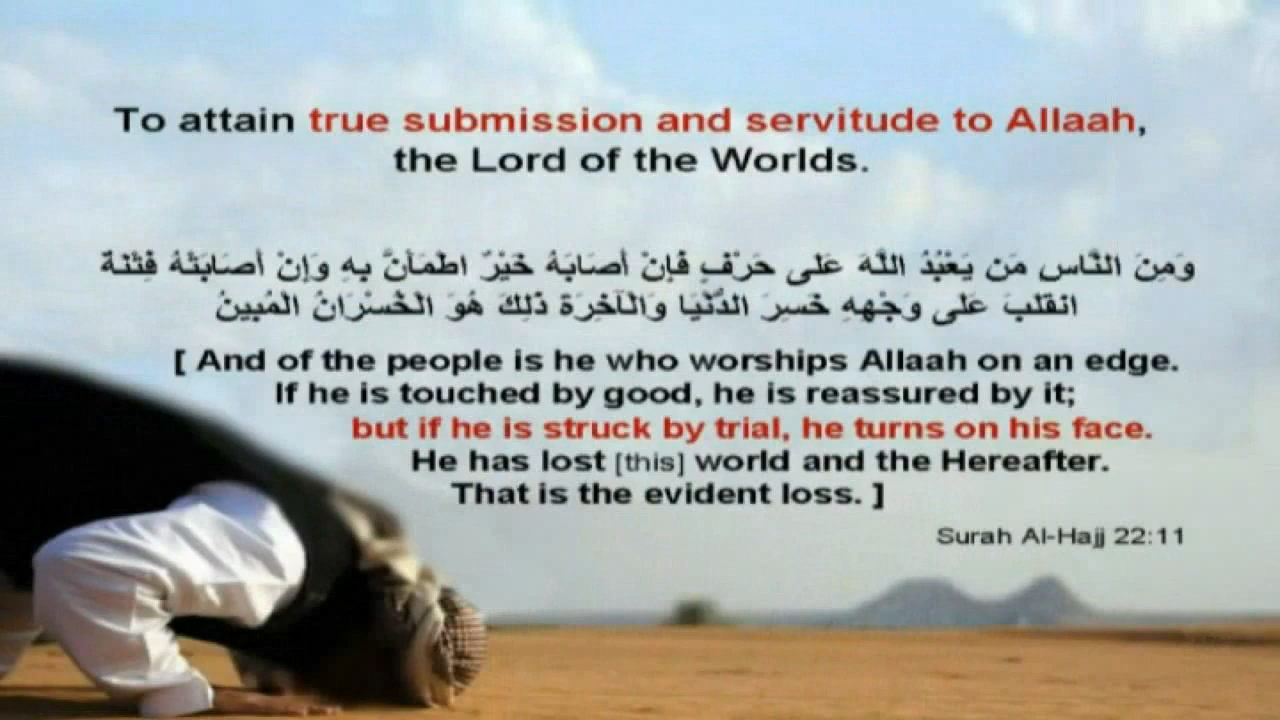 To attain true submission and servitude to Allaah,
the Lord of the Worlds.
وَمِنَ النَّاسِ مَن يَعْبُدُ اللَّهَ عَلَى حَرْفٍ فَإِنْ أَصَابَهُ خَيْرٌ اطْمَأَنَّ بِهِ وَإِنْ أَصَابَتْهُ فِتْنَةٌ
انقَلَبَ عَلَى وَجْهِهِ خَسِرَ الدُّنْيَا وَالْآخِرَةَ ذَلِكَ هُوَ الْخُسْرَانُ الْمُبِينُ
[ And of the people is he who worships Allaah on an edge.
If he is touched by good, he is reassured by it;
but if he is struck by trial, he turns on his face.
He has lost [this] world and the Hereafter.
That is the evident loss. ]
Surah Al-Hajj 22:11